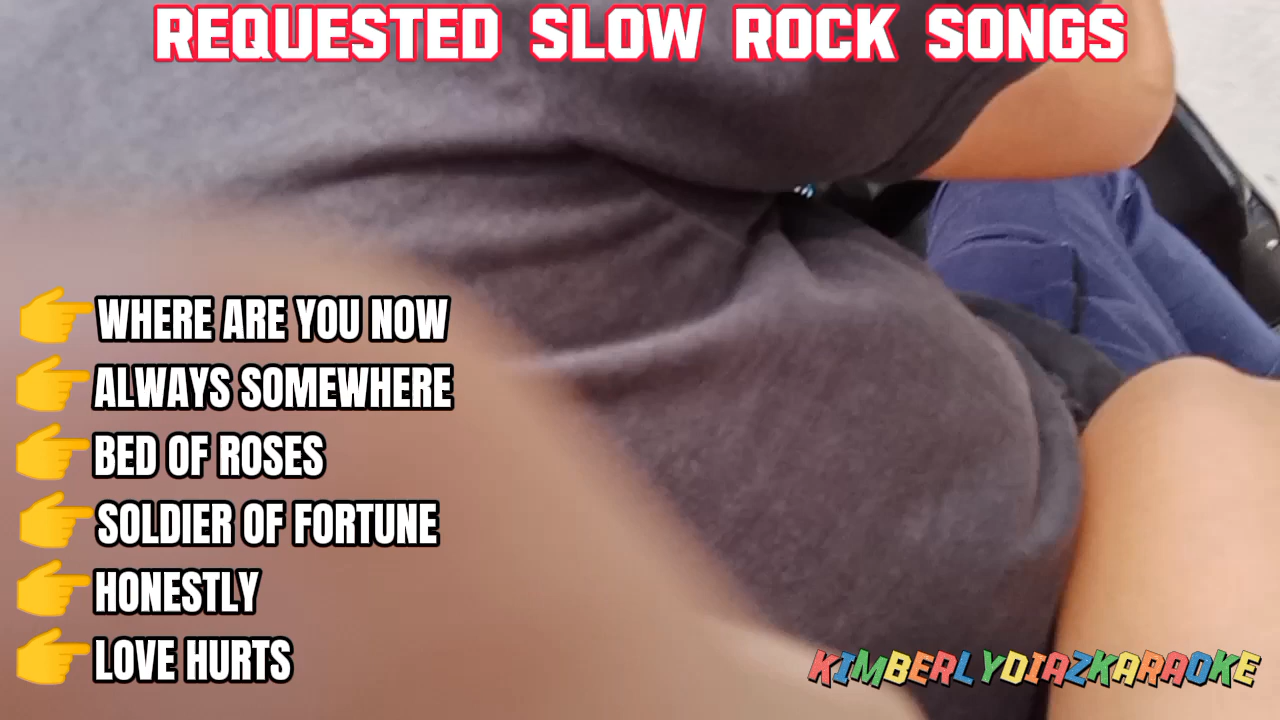 REQUESTED SLOW ROCK SONGS
WHERE ARE YOU NOW
ALWAYS SOMEWHERE
BED OF ROSES
SOLDIER OF FORTUNE
HONESTLY
LOVE HURTS
KIMBERLYDIAZKARAOKE